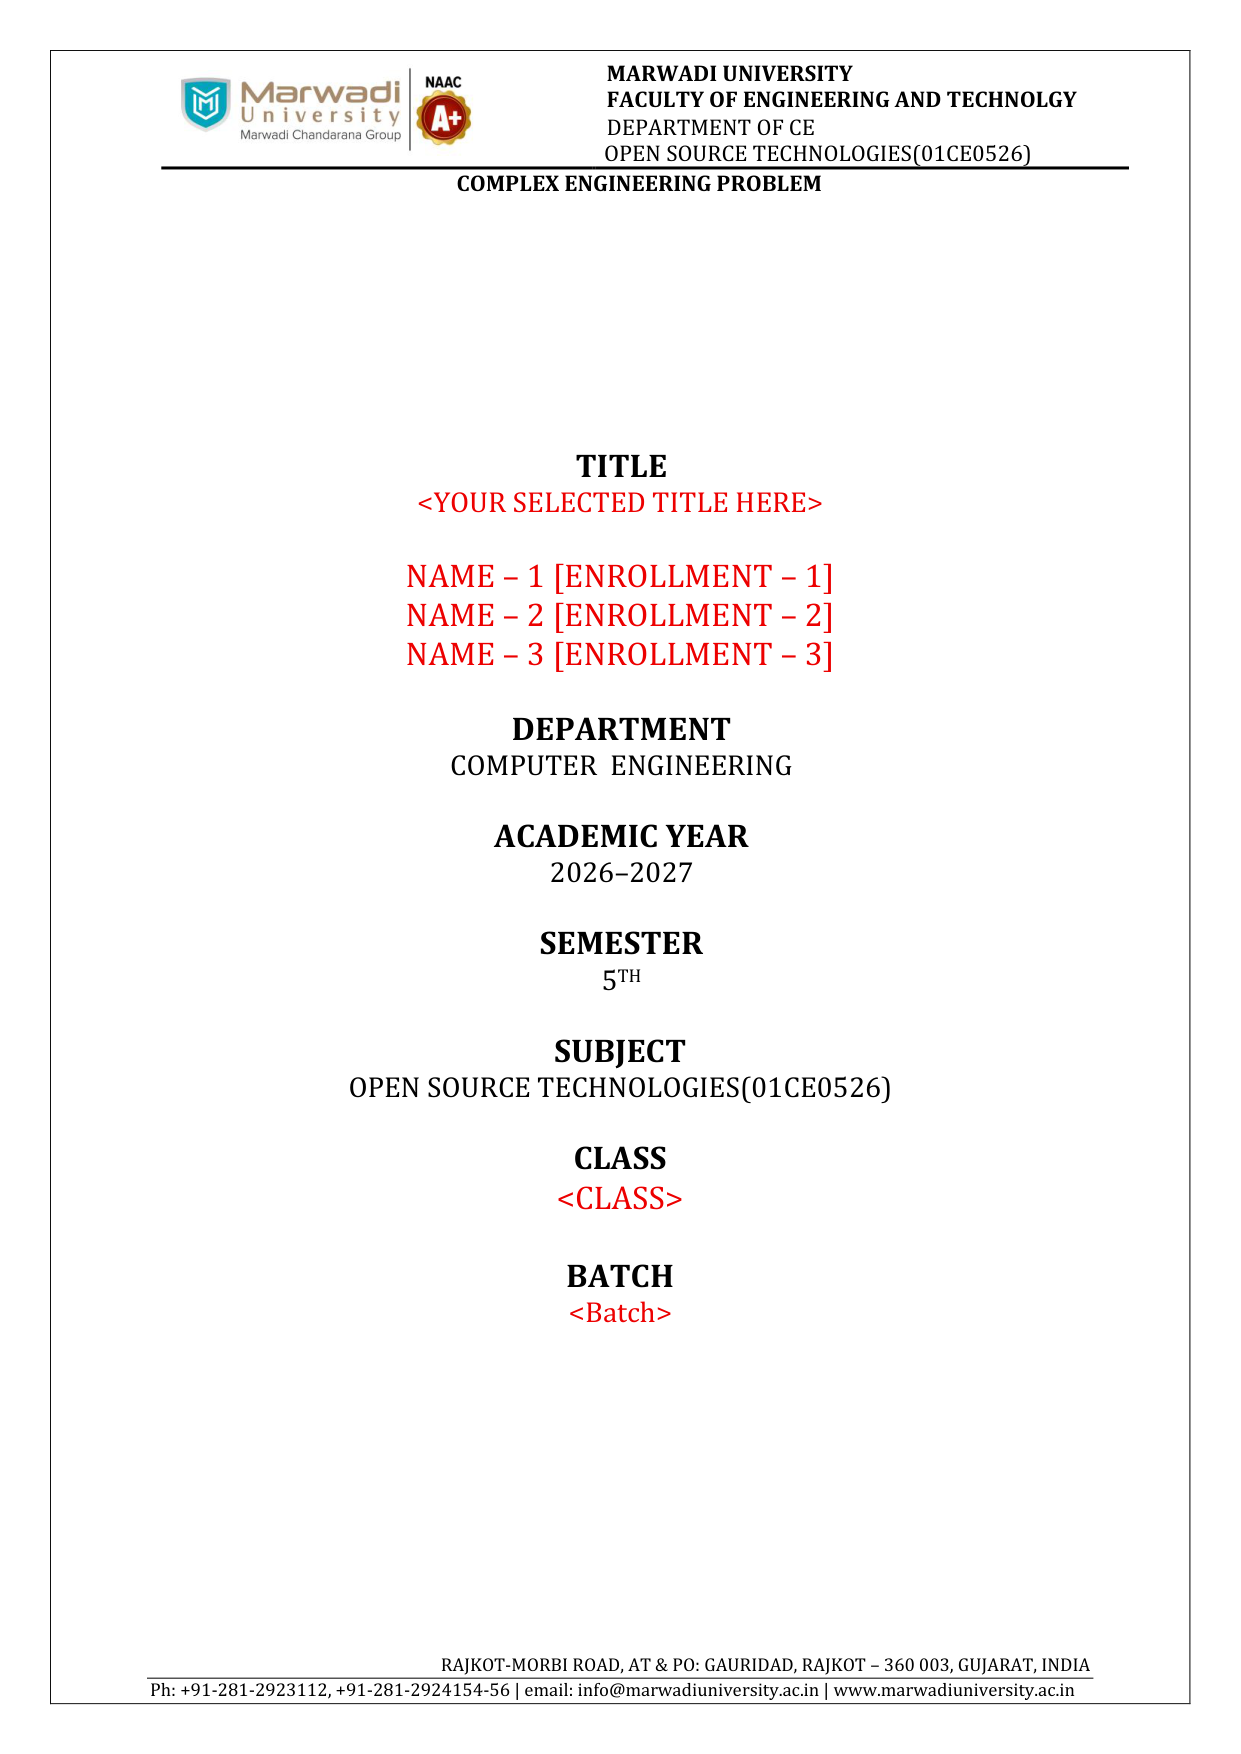 Marwadi
University
Marwadi Chandarana Group
NAAC
A+
MARWADI UNIVERSITY
FACULTY OF ENGINEERING AND TECHNOLGY
DEPARTMENT OF CE
OPEN SOURCE TECHNOLOGIES(01CE0526)
COMPLEX ENGINEERING PROBLEM
TITLE
<YOUR SELECTED TITLE HERE>
NAME – 1 [ENROLLMENT – 1]
NAME – 2 [ENROLLMENT – 2]
NAME – 3 [ENROLLMENT – 3]
DEPARTMENT
COMPUTER ENGINEERING
ACADEMIC YEAR
2026–2027
SEMESTER
5TH
SUBJECT
OPEN SOURCE TECHNOLOGIES(01CE0526)
CLASS
<CLASS>
BATCH
<Batch>
RAJKOT-MORBI ROAD, AT & PO: GAURIDAD, RAJKOT – 360 003, GUJARAT, INDIA
Ph: +91-281-2923112, +91-281-2924154-56 | email: info@marwadiuniversity.ac.in | www.marwadiuniversity.ac.in